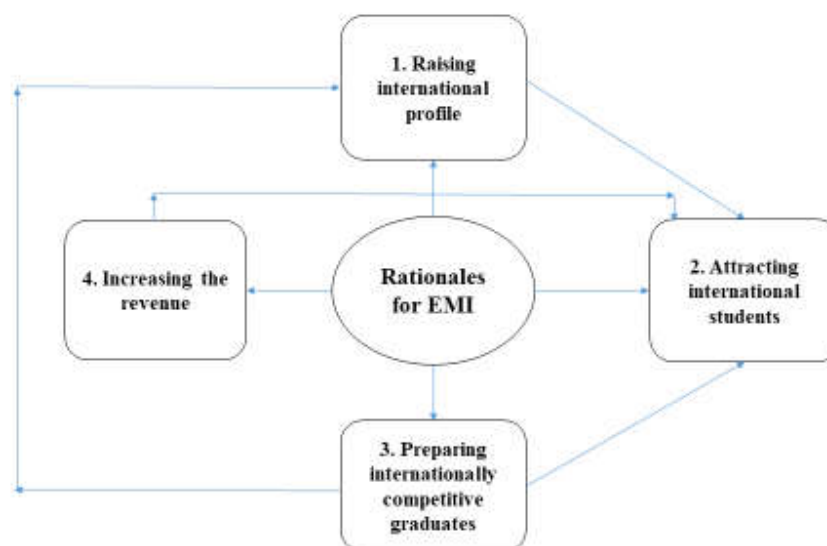 1. Raising
international
profile
4. Increasing the
revenue
Rationales
for EMI
2. Attracting
international
students
3. Preparing
internationally
competitive
graduates